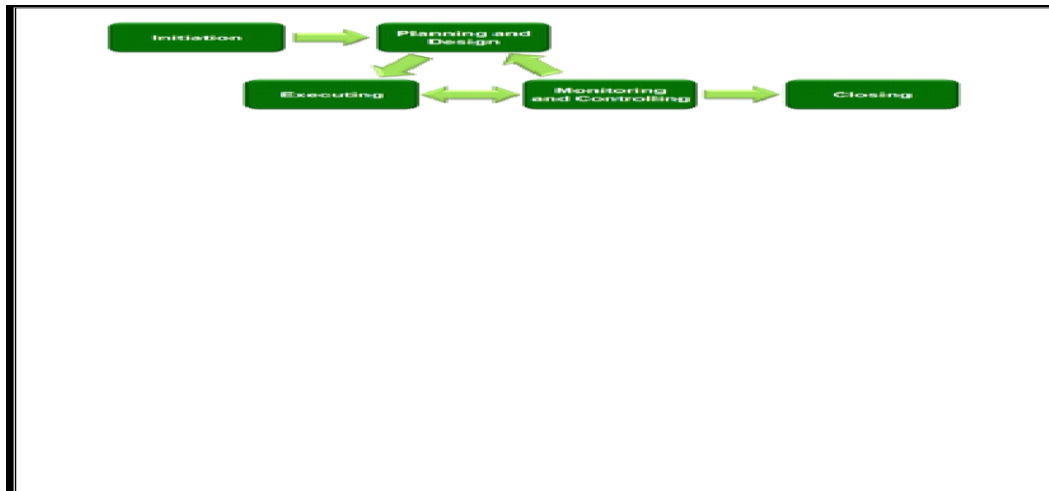 Initiation
Planning and
Design
Executing
Monitoring
and Controlling
Closing